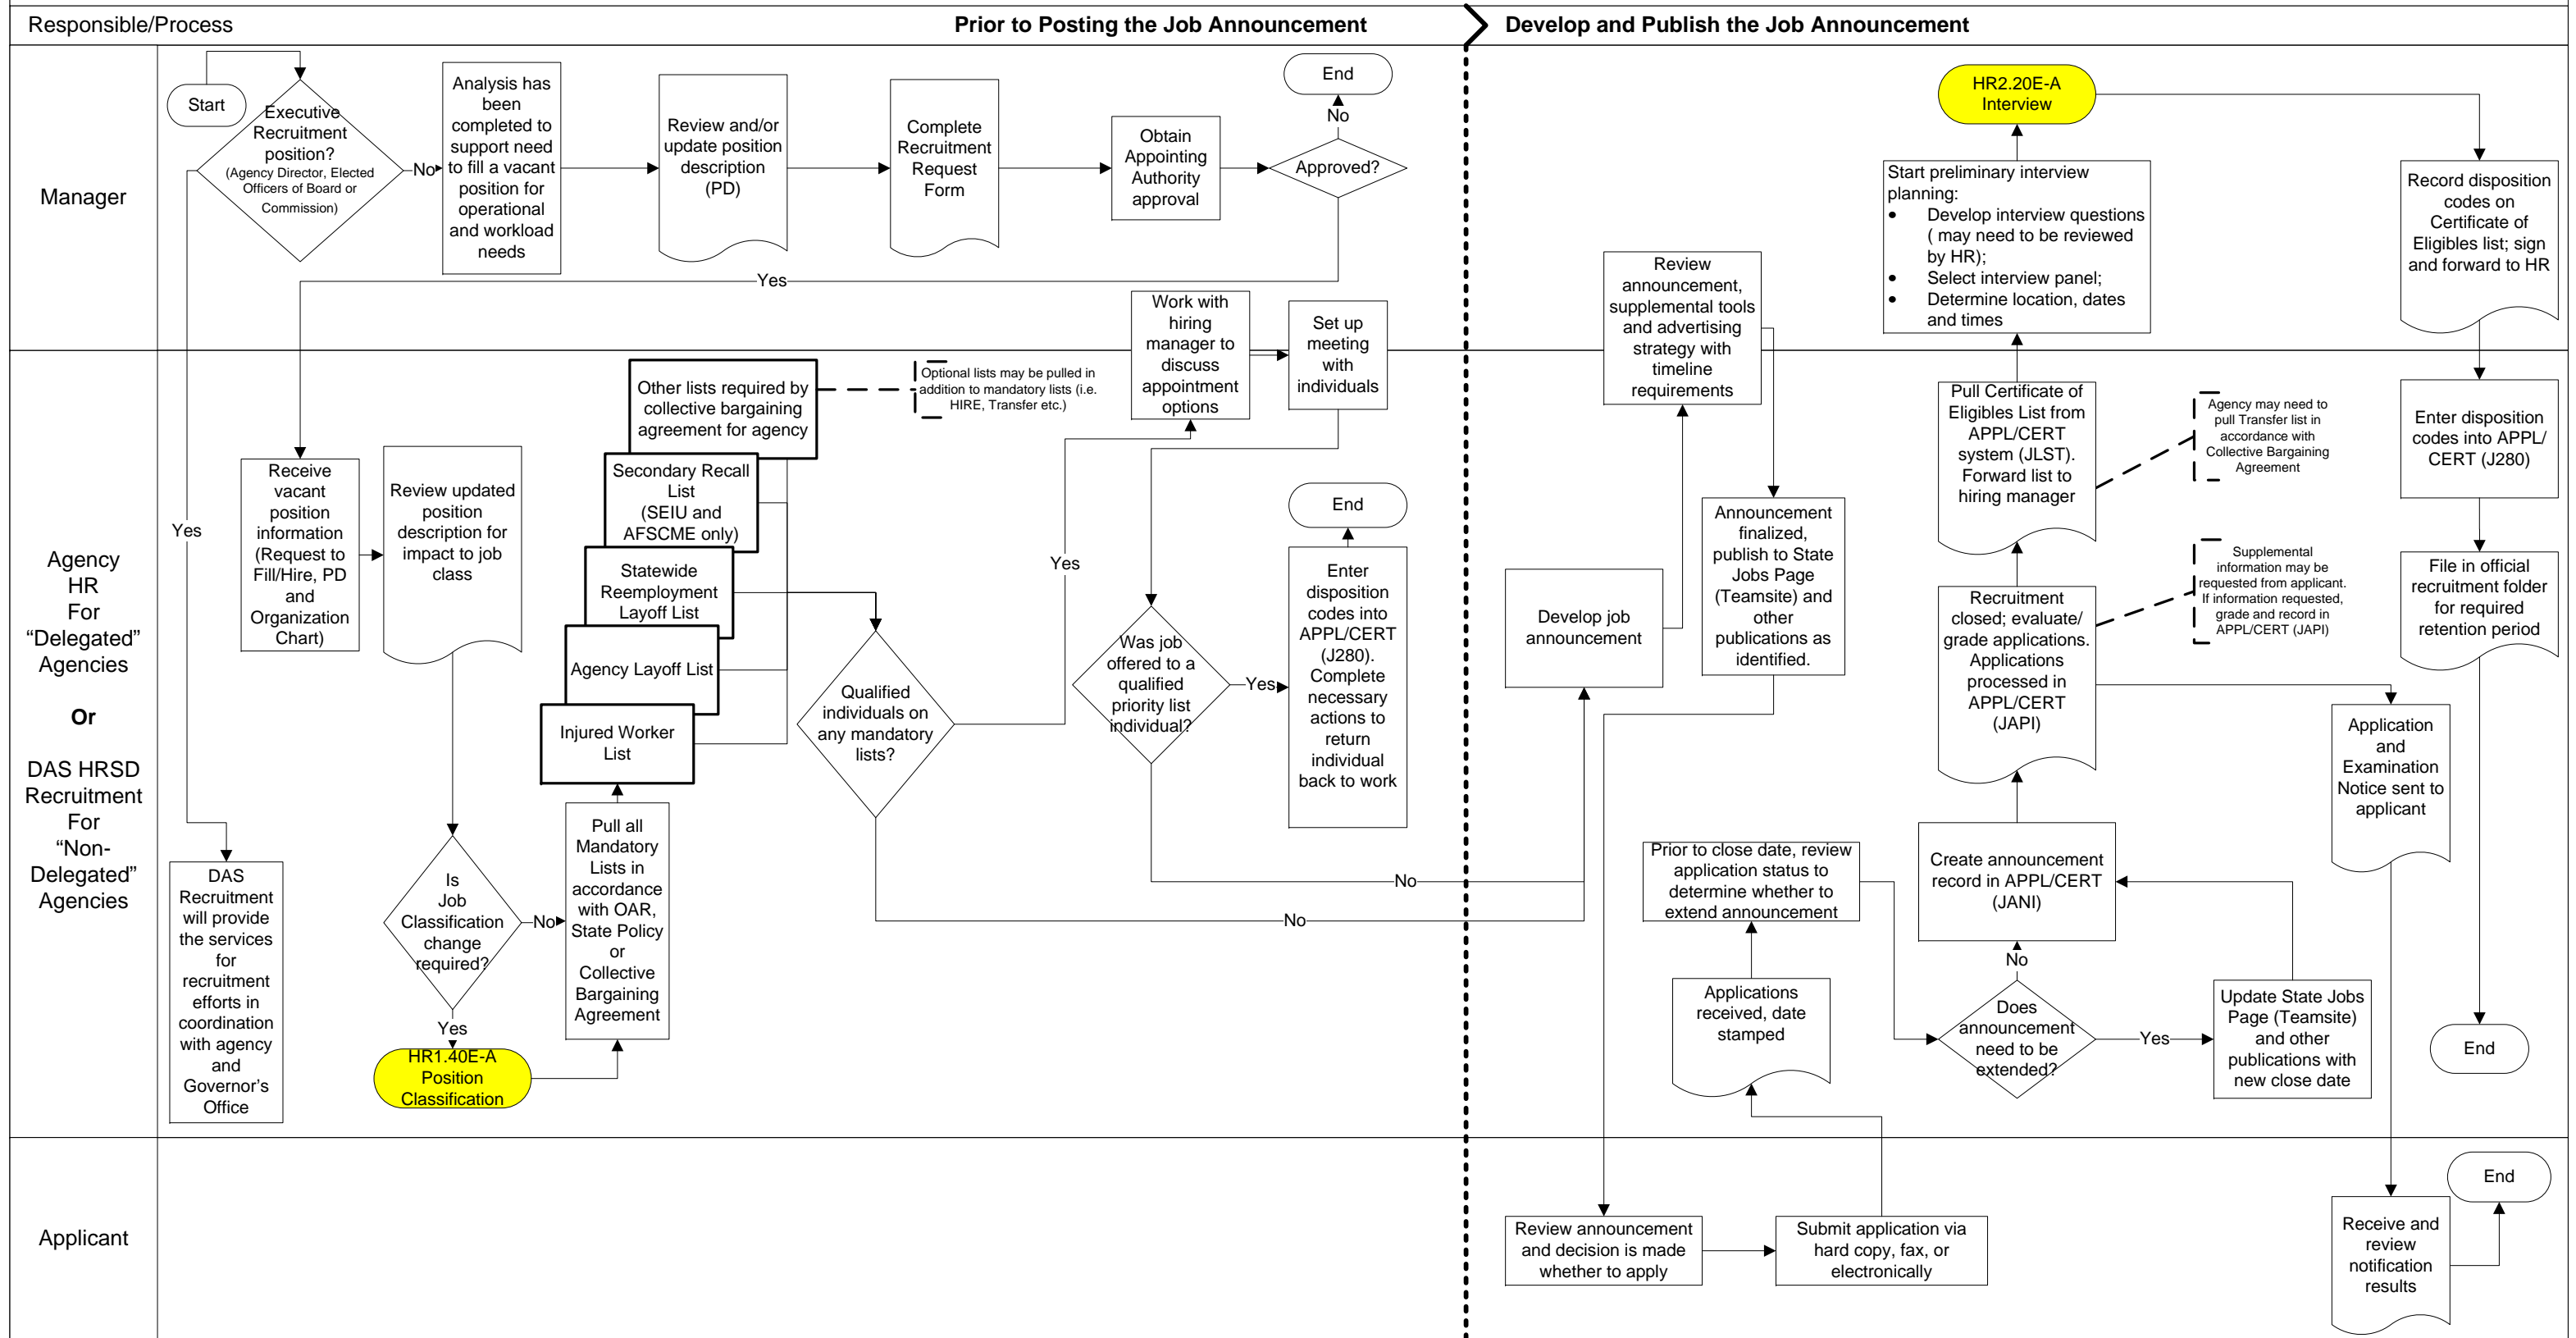 Responsible/Process
Prior to Posting the Job Announcement
Develop and Publish the Job Announcement
Manager
Start
Executive
Recruitment
position?
(Agency Director, Elected
Officers of Board or
Commission)
No
Analysis has
been
completed to
support need
to fill a vacant
position for
operational
and workload
needs
Review and/or
update position
description
(PD)
Complete
Recruitment
Request
Form
Obtain
Appointing
Authority
approval
Approved?
No
End
Yes
Work with
hiring
manager to
discuss
appointment
options
Set up
meeting
with
individuals
Review
announcement,
supplemental tools
and advertising
strategy with
timeline
requirements
HR2.20E-A
Interview
Start preliminary interview
planning:
• Develop interview questions
( may need to be reviewed
by HR);
• Select interview panel;
• Determine location, dates
and times
Record disposition
codes on
Certificate of
Eligibles list; sign
and forward to HR
Agency
HR
For
“Delegated”
Agencies
Or
DAS HRSD
Recruitment
For
“Non-
Delegated”
Agencies
Yes
DAS
Recruitment
will provide
the services
for
recruitment
efforts in
coordination
with agency
and
Governor’s
Office
Receive
vacant
position
information
(Request to
Fill/Hire, PD
and
Organization
Chart)
Review updated
position
description for
impact to job
class
Is
Job
Classification
change
required?
No
Yes
HR1.40E-A
Position
Classification
Pull all
Mandatory
Lists in
accordance
with OAR,
State Policy
or
Collective
Bargaining
Agreement
Other lists required by
collective bargaining
agreement for agency
Secondary Recall
List
(SEIU and
AFSCME only)
Statewide
Reemployment
Layoff List
Agency Layoff List
Injured Worker
List
Optional lists may be pulled in
addition to mandatory lists (i.e.
HIRE, Transfer etc.)
Qualified
individuals on
any mandatory
lists?
Yes
No
Was job
offered to a
qualified
priority list
individual?
Yes
No
End
Enter
disposition
codes into
APPL/CERT
(J280).
Complete
necessary
actions to
return
individual
back to work
Develop job
announcement
Announcement
finalized,
publish to State
Jobs Page
(Teamsite) and
other
publications as
identified.
Prior to close date, review
application status to
determine whether to
extend announcement
Applications
received, date
stamped
Pull Certificate of
Eligibles List from
APPL/CERT
system (JLST).
Forward list to
hiring manager
Agency may need to
pull Transfer list in
accordance with
Collective Bargaining
Agreement
Recruitment
closed; evaluate/
grade applications.
Applications
processed in
APPL/CERT
(JAPI)
Supplemental
information may be
requested from applicant.
If information requested,
grade and record in
APPL/CERT (JAPI)
Create announcement
record in APPL/CERT
(JANI)
No
Does
announcement
need to be
extended?
Yes
Update State Jobs
Page (Teamsite)
and other
publications with
new close date
Application
and
Examination
Notice sent to
applicant
Enter disposition
codes into APPL/
CERT (J280)
File in official
recruitment folder
for required
retention period
End
Applicant
Review announcement
and decision is made
whether to apply
Submit application via
hard copy, fax, or
electronically
Receive and
review
notification
results
End